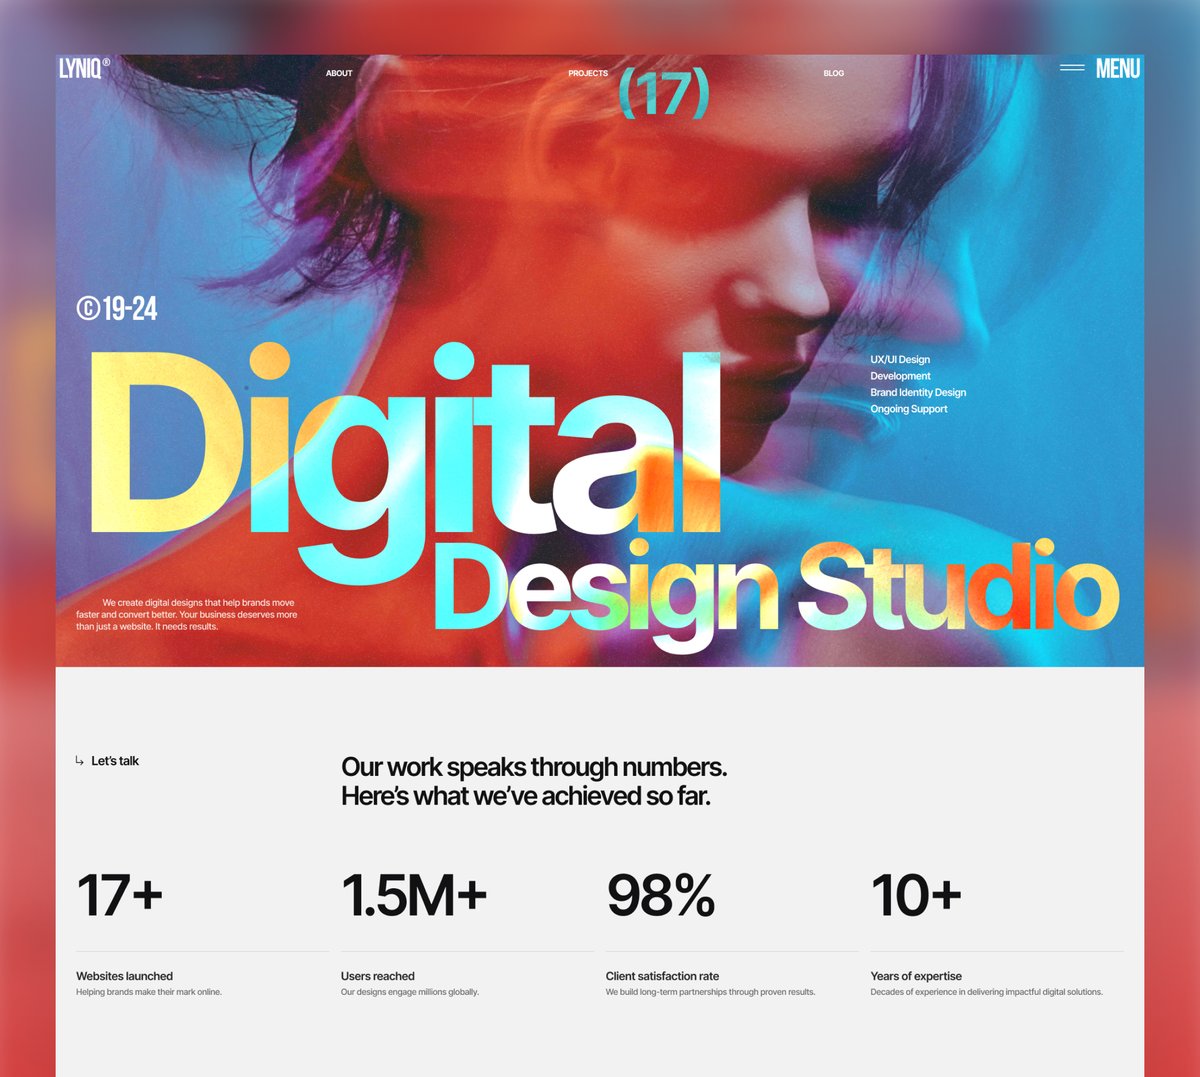 LYNIQ®
ABOUT
PROJECTS
(17)
BLOG
MENU
©19-24
Digital
Design Studio
UX/UI Design
Development
Brand Identity Design
Ongoing Support
We create digital designs that help brands move
faster and convert better. Your business deserves more
than just a website. It needs results.
↳ Let’s talk
Our work speaks through numbers.
Here’s what we’ve achieved so far.
17+
Websites launched
Helping brands make their mark online.
1.5M+
Users reached
Our designs engage millions globally.
98%
Client satisfaction rate
We build long-term partnerships through proven results.
10+
Years of expertise
Decades of experience in delivering impactful digital solutions.